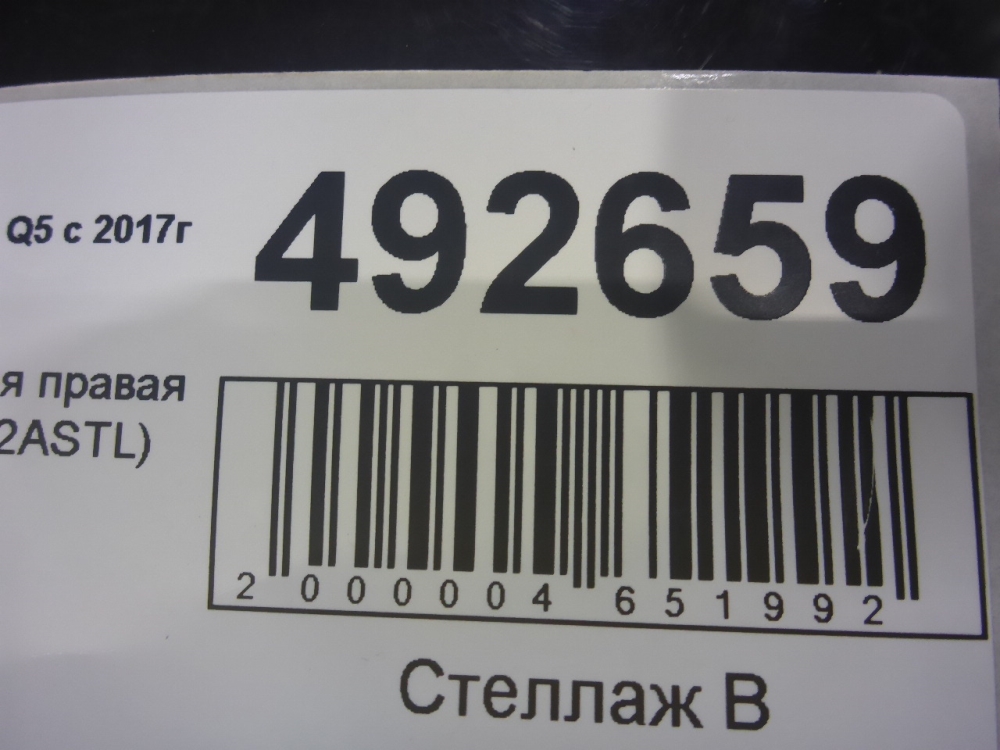 Q5 с 2017г
492659
я правая
2ASTL)
2 000004 651992
Стеллаж В